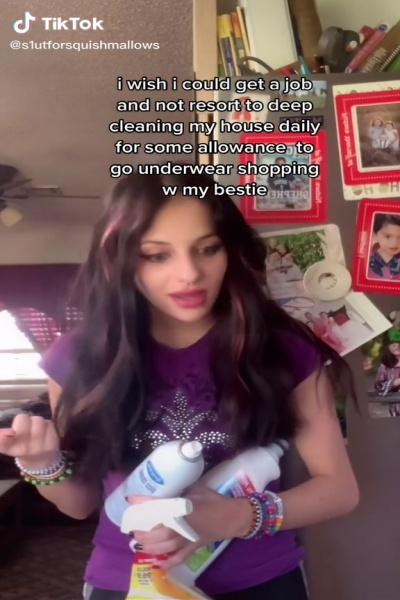 TikTok
@s1utforsquishmallows
i wish i could get a job
and not resort to deep
cleaning my house daily
for some allowance to
go underwear shopping
w my bestie